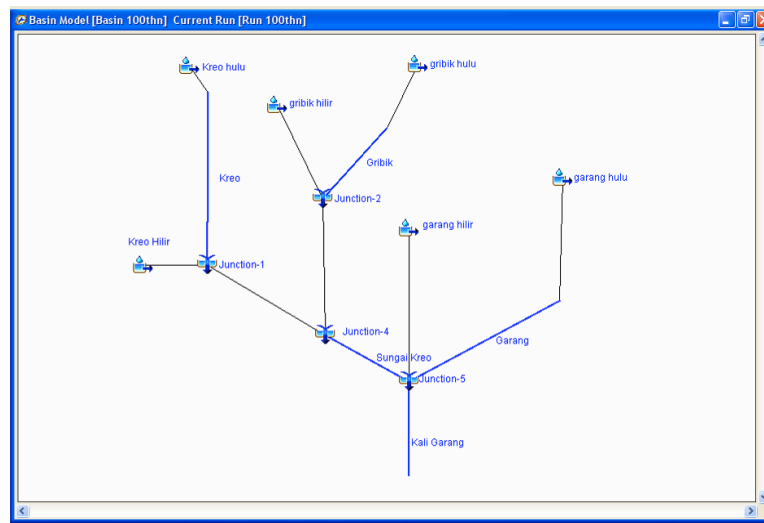 Basin Model [Basin 100thn] Current Run [Run 100thn]
Kreo hulu
gribik hulu
gribik hilir
Gribik
Kreo
garang hulu
Junction-2
garang hilir
Kreo Hilir
Junction-1
Junction-4
Garang
Sungai Kreo
Junction-5
Kali Garang